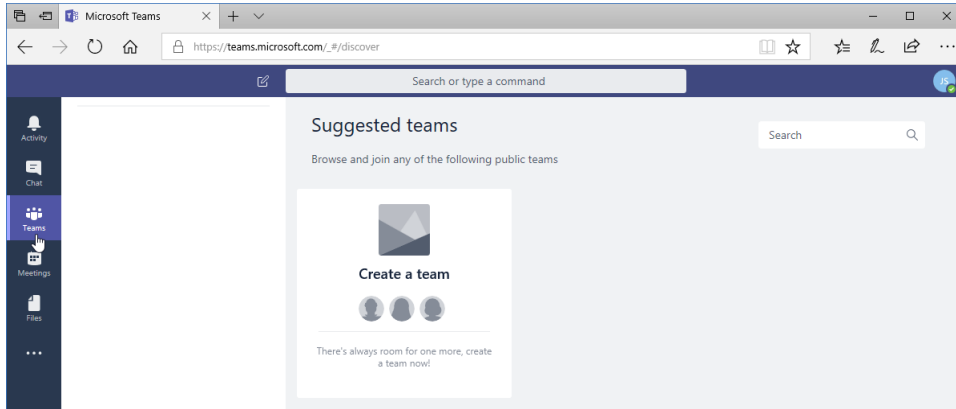 Microsoft Teams
https://teams.microsoft.com/_#/discover
Search or type a command
JS
Activity
Chat
Teams
Meetings
Files
Suggested teams
Search
Browse and join any of the following public teams
Create a team
There's always room for one more, create
a team now!